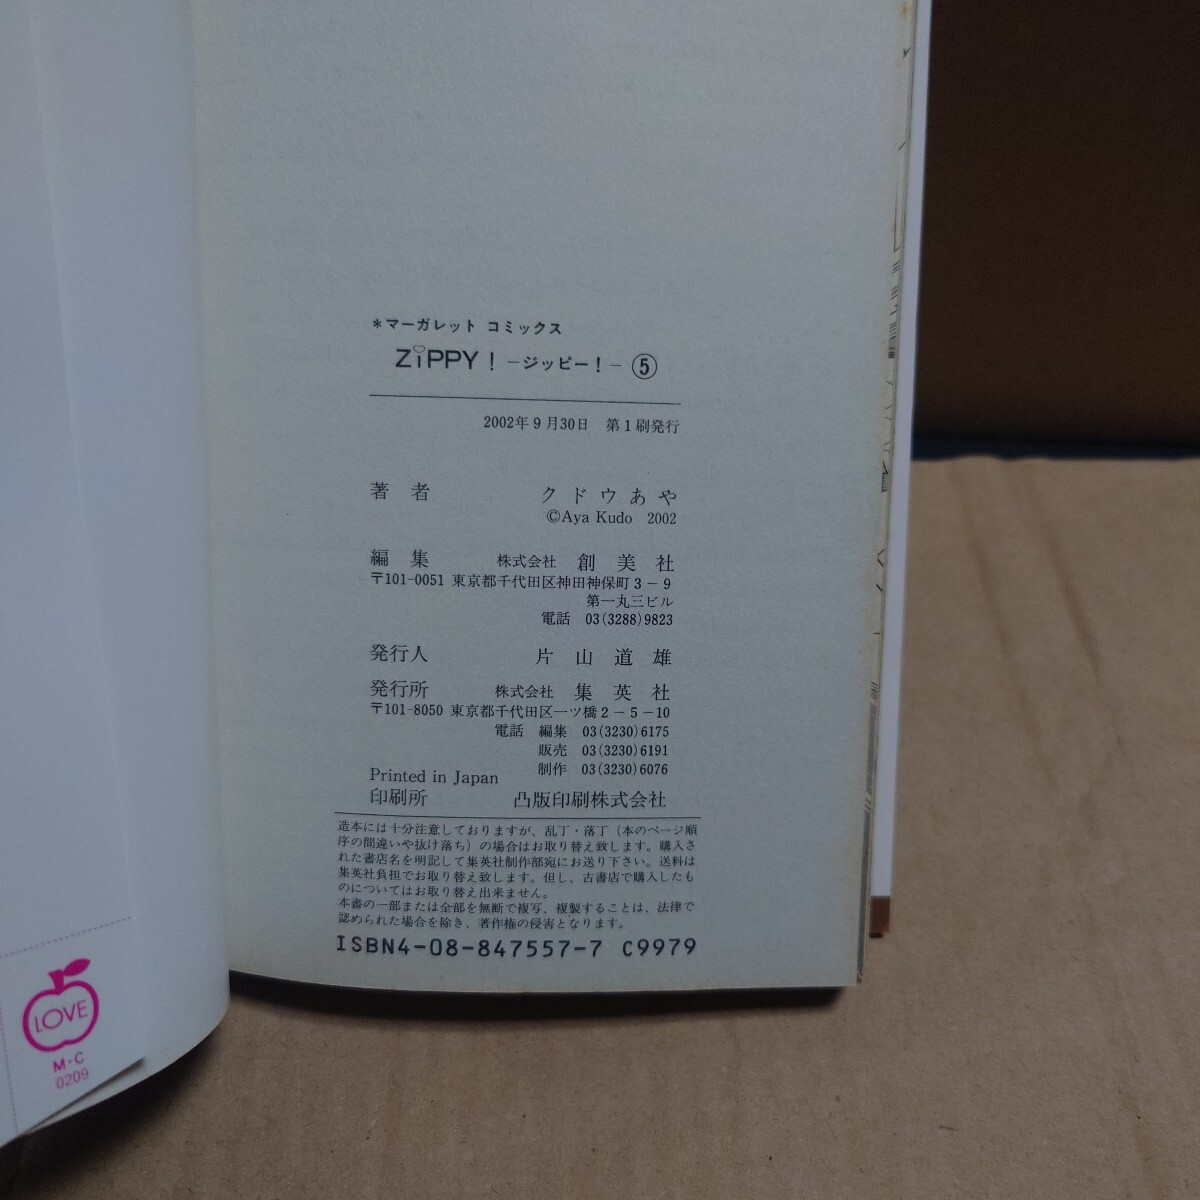 *マーガレット コミックス
ZiPPY! －ジッピー!－ ⑤
2002年9月30日 第1刷発行
著者 クドウあや
©Aya Kudo 2002
編集 株式会社 創美社
〒101-0051 東京都千代田区神田神保町3－9
第一丸三ビル
電話 03(3288)9823
発行人 片山道雄
発行所 株式会社 集英社
〒101-8050 東京都千代田区一ツ橋2－5－10
電話 編集 03(3230)6175
販売 03(3230)6191
制作 03(3230)6076
Printed in Japan
印刷所 凸版印刷株式会社
造本には十分注意しておりますが、乱丁・落丁(本のページ順
序の間違いや抜け落ち)の場合はお取り替え致します。購入さ
れた書店名を明記して集英社制作部宛にお送り下さい。送料は
集英社負担でお取り替え致します。但し、古書店で購入したも
のについてはお取り替え出来ません。
本書の一部または全部を無断で複写、複製することは、法律で
認められた場合を除き、著作権の侵害となります。
ISBN4-08-847557-7 C9979
LOVE
M・C
0209